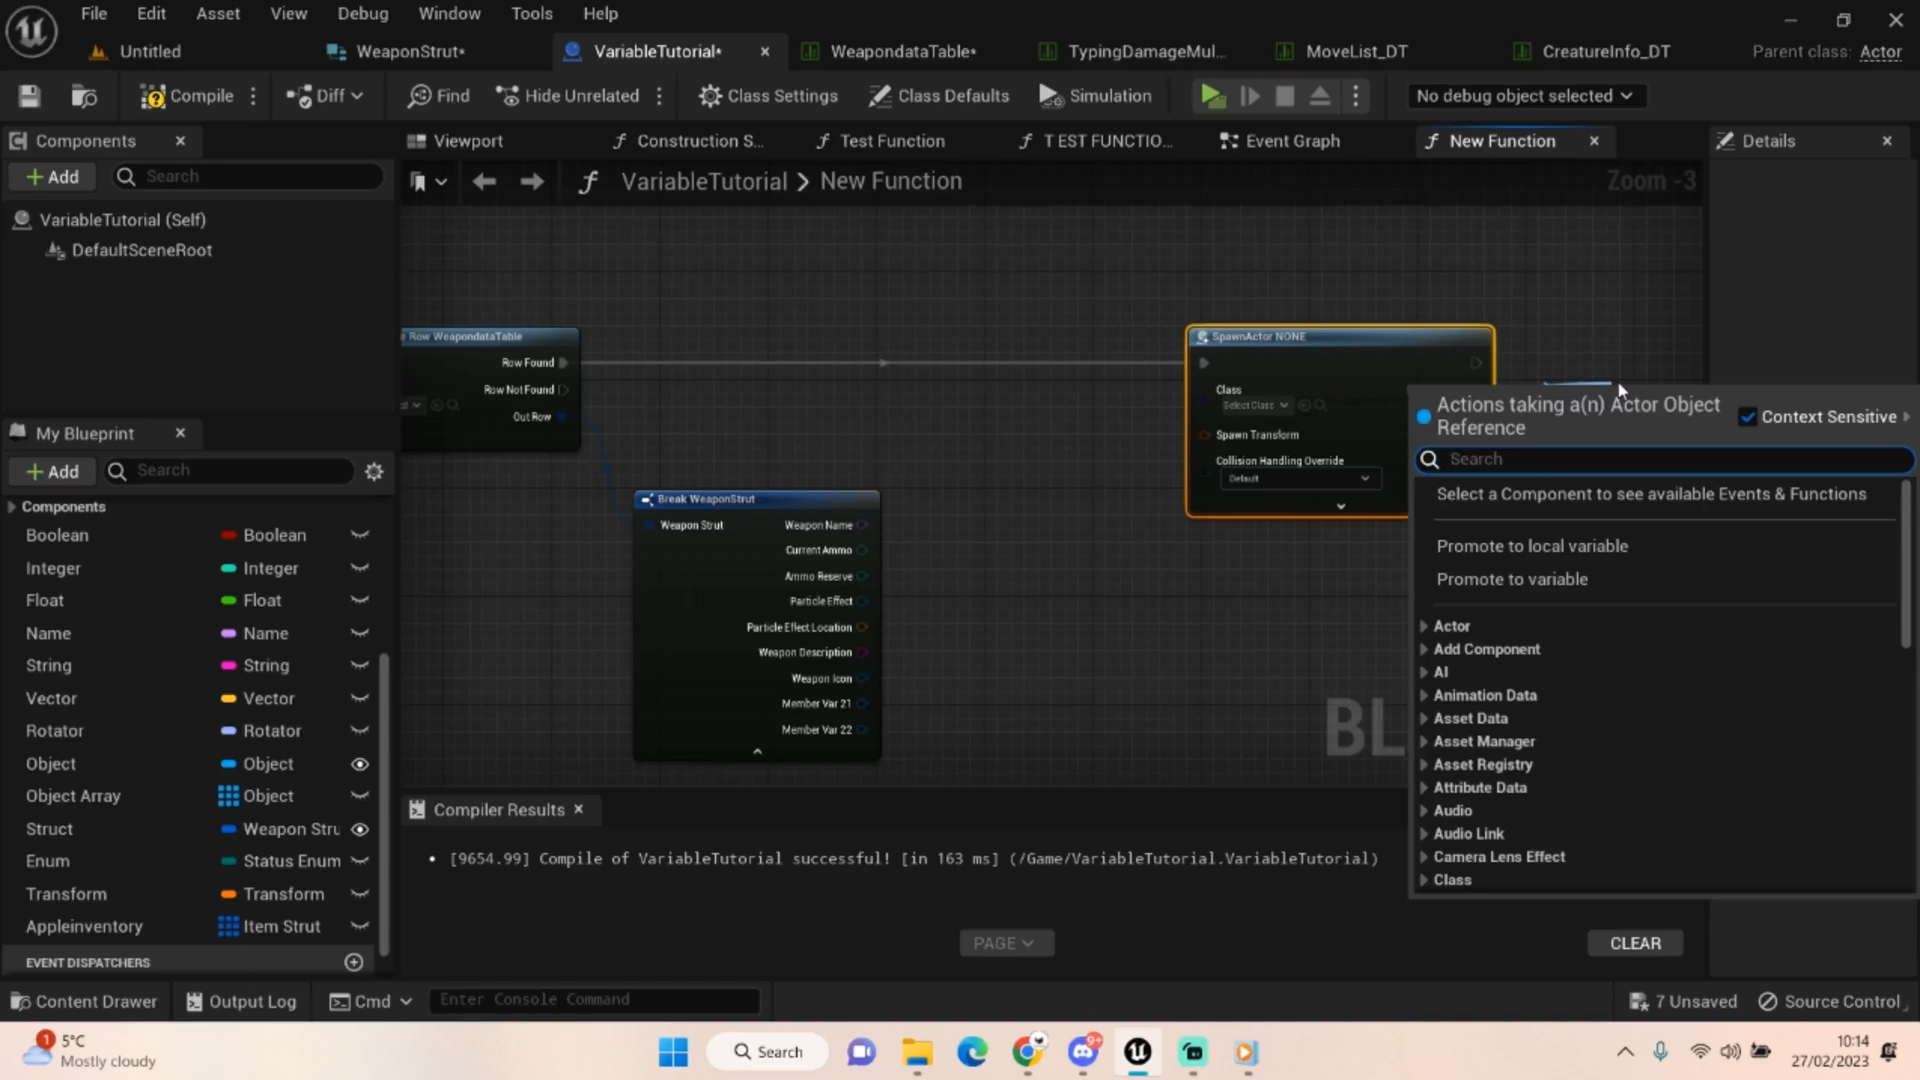 File Edit Asset View Debug Window Tools Help
Untitled WeaponStrut* VariableTutorial* WeapondataTable* TypingDamageMul... MoveList_DT CreatureInfo_DT Parent class: Actor
Compile Diff Find Hide Unrelated Class Settings Class Defaults Simulation No debug object selected
Components
Viewport Construction S... Test Function T EST FUNCTIO... Event Graph New Function Details
+ Add Search
VariableTutorial > New Function Zoom -3
VariableTutorial (Self)
DefaultSceneRoot
Row WeapondataTable
Row Found
Row Not Found
Out Row
SpawnActor NONE
Class
Select Class
Spawn Transform
Collision Handling Override
Default
Break WeaponStrut
Weapon Strut Weapon Name
Current Ammo
Ammo Reserve
Particle Effect
Particle Effect Location
Weapon Description
Weapon Icon
Member Var 21
Member Var 22
BL
Actions taking a(n) Actor Object
Reference
Context Sensitive
Search
Select a Component to see available Events & Functions
Promote to local variable
Promote to variable
Actor
Add Component
AI
Animation Data
Asset Data
Asset Manager
Asset Registry
Attribute Data
Audio
Audio Link
Camera Lens Effect
Class
My Blueprint
+ Add Search
Components
Boolean Boolean
Integer Integer
Float Float
Name Name
String String
Vector Vector
Rotator Rotator
Object Object
Object Array Object
Struct Weapon Stru
Enum Status Enum
Transform Transform
Appleinventory Item Strut
EVENT DISPATCHERS
Compiler Results
[9654.99] Compile of VariableTutorial successful! [in 163 ms] (/Game/VariableTutorial.VariableTutorial)
PAGE CLEAR
Content Drawer Output Log Cmd Enter Console Command 7 Unsaved Source Control
1 5°C
Mostly cloudy
Search
9+
10:14
27/02/2023